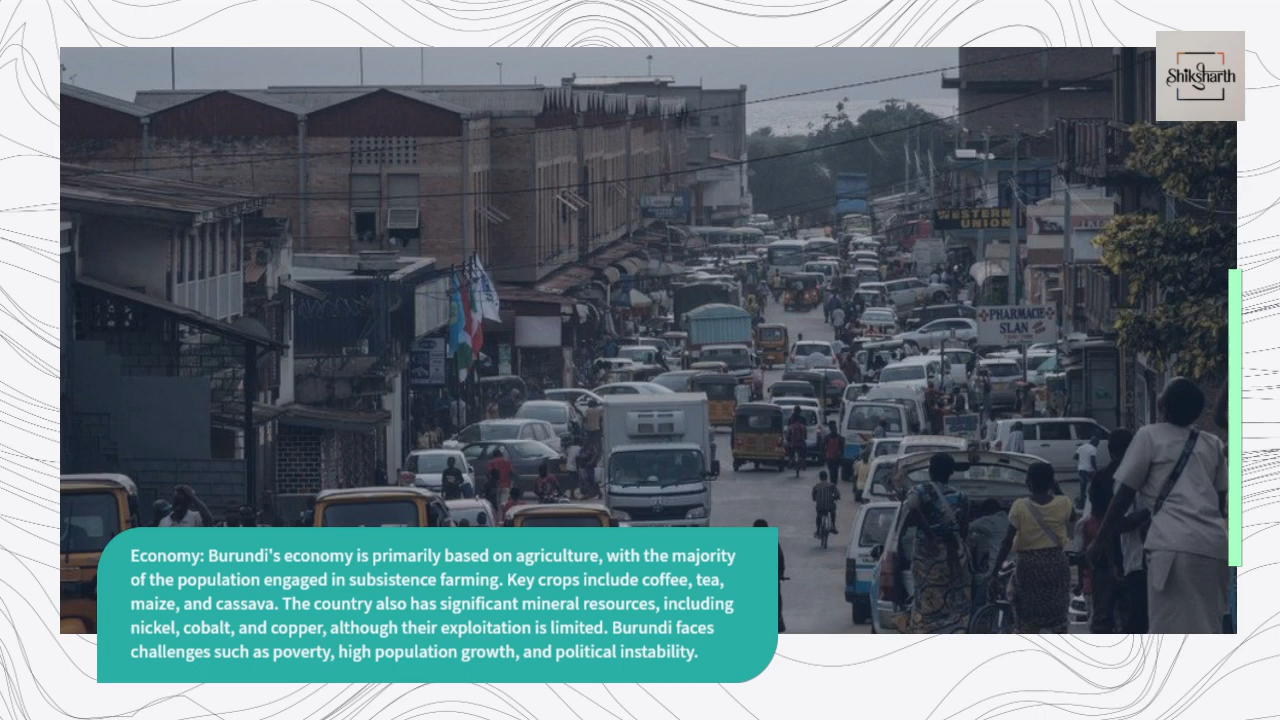 Shiksharth
WESTERN
UNION
PHARMACIE
SLAN
Economy: Burundi's economy is primarily based on agriculture, with the majority
of the population engaged in subsistence farming. Key crops include coffee, tea,
maize, and cassava. The country also has significant mineral resources, including
nickel, cobalt, and copper, although their exploitation is limited. Burundi faces
challenges such as poverty, high population growth, and political instability.